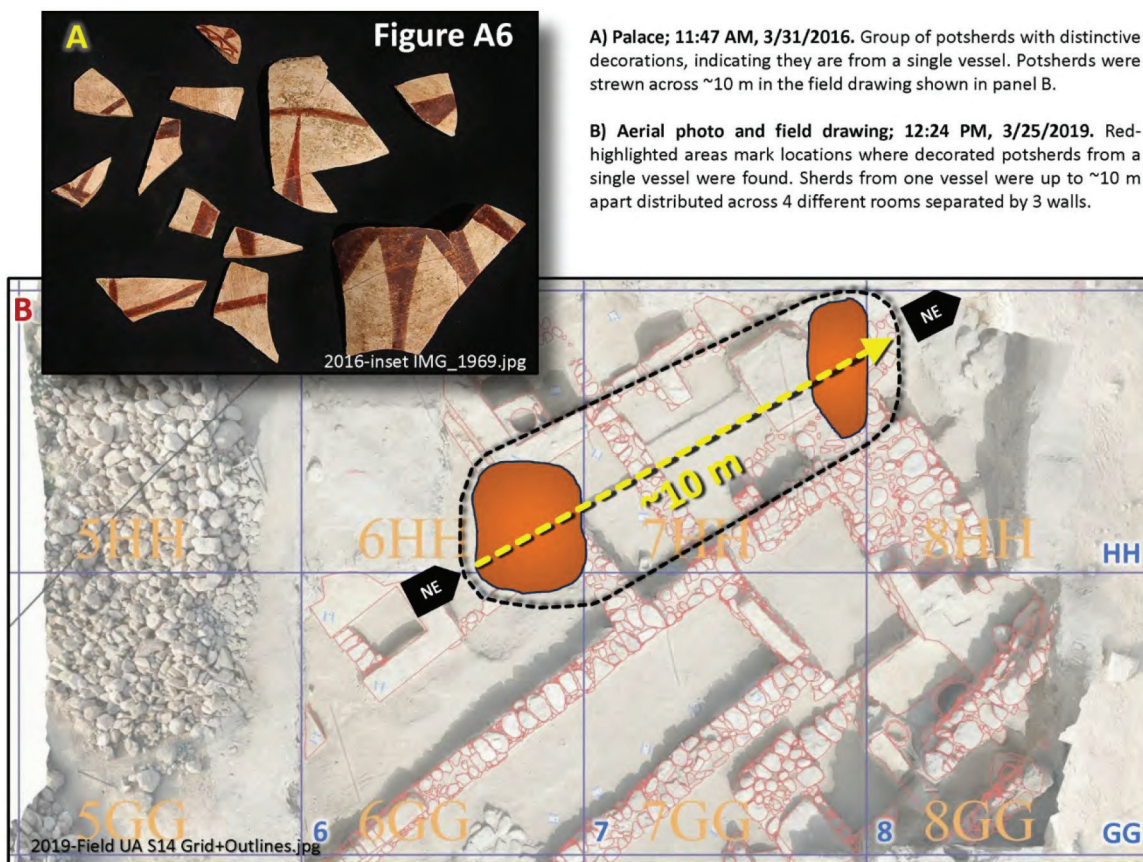 A
Figure A6
2016-inset IMG_1969.jpg
A) Palace; 11:47 AM, 3/31/2016. Group of potsherds with distinctive
decorations, indicating they are from a single vessel. Potsherds were
strewn across ~10 m in the field drawing shown in panel B.
B) Aerial photo and field drawing; 12:24 PM, 3/25/2019. Red-
highlighted areas mark locations where decorated potsherds from a
single vessel were found. Sherds from one vessel were up to ~10 m
apart distributed across 4 different rooms separated by 3 walls.
B
NE
~10 m
5HH
6HH
7HH
8HH
HH
NE
5GG
6
6GG
7
7GG
8
8GG
GG
2019-Field UA S14 Grid+Outlines.jpg